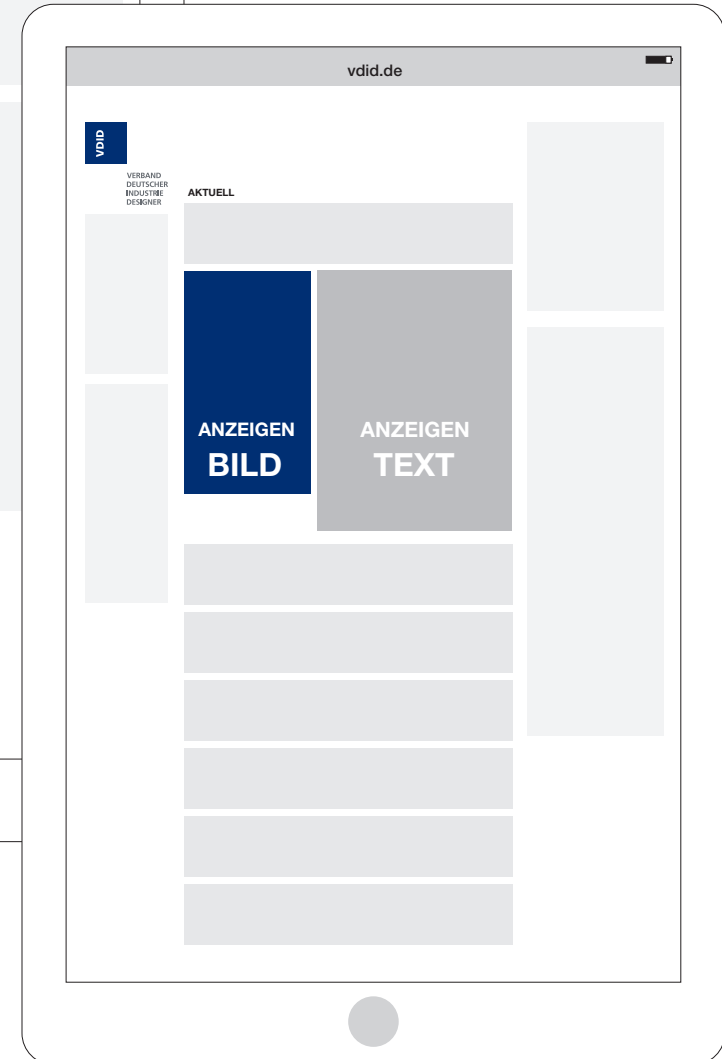 vdid.de
VDID
VERBAND
DEUTSCHER
INDUSTRIE
DESIGNER
AKTUELL
ANZEIGEN
BILD
ANZEIGEN
TEXT